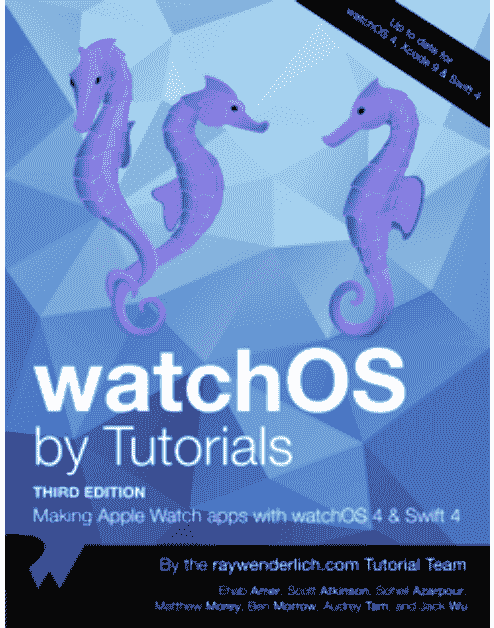 Up to date for
watchOS 4, Xcode 9 & Swift 4
watchOS
by Tutorials
THIRD EDITION
Making Apple Watch apps with watchOS 4 & Swift 4
By the raywenderlich.com Tutorial Team
Ehab Amer, Scott Atkinson, Soheil Azarpour,
Matthew Morey, Ben Morrow, Audrey Tam, and Jack Wu